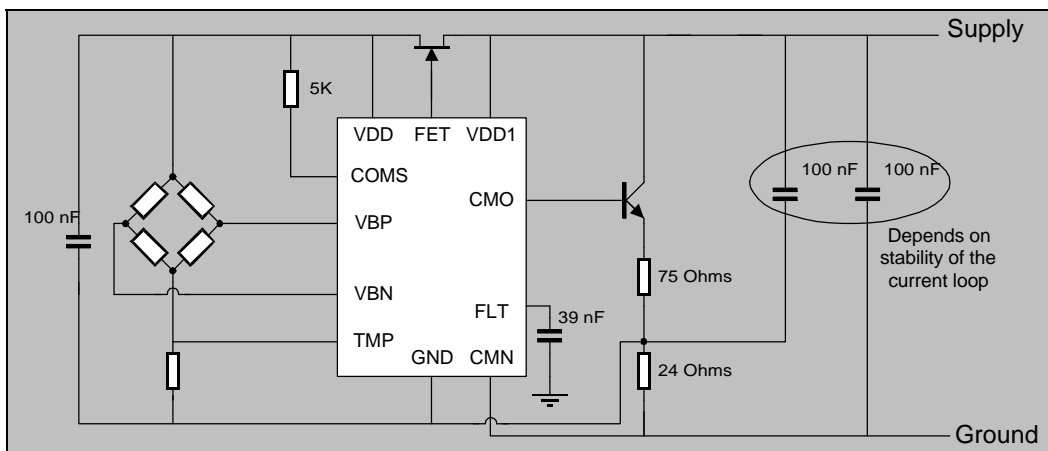 Supply
5K
VDD FET VDD1
COMS
CMO
100 nF 100 nF
100 nF
VBP
Depends on
stability of the
current loop
75 Ohms
VBN
FLT
39 nF
TMP
GND CMN
24 Ohms
Ground